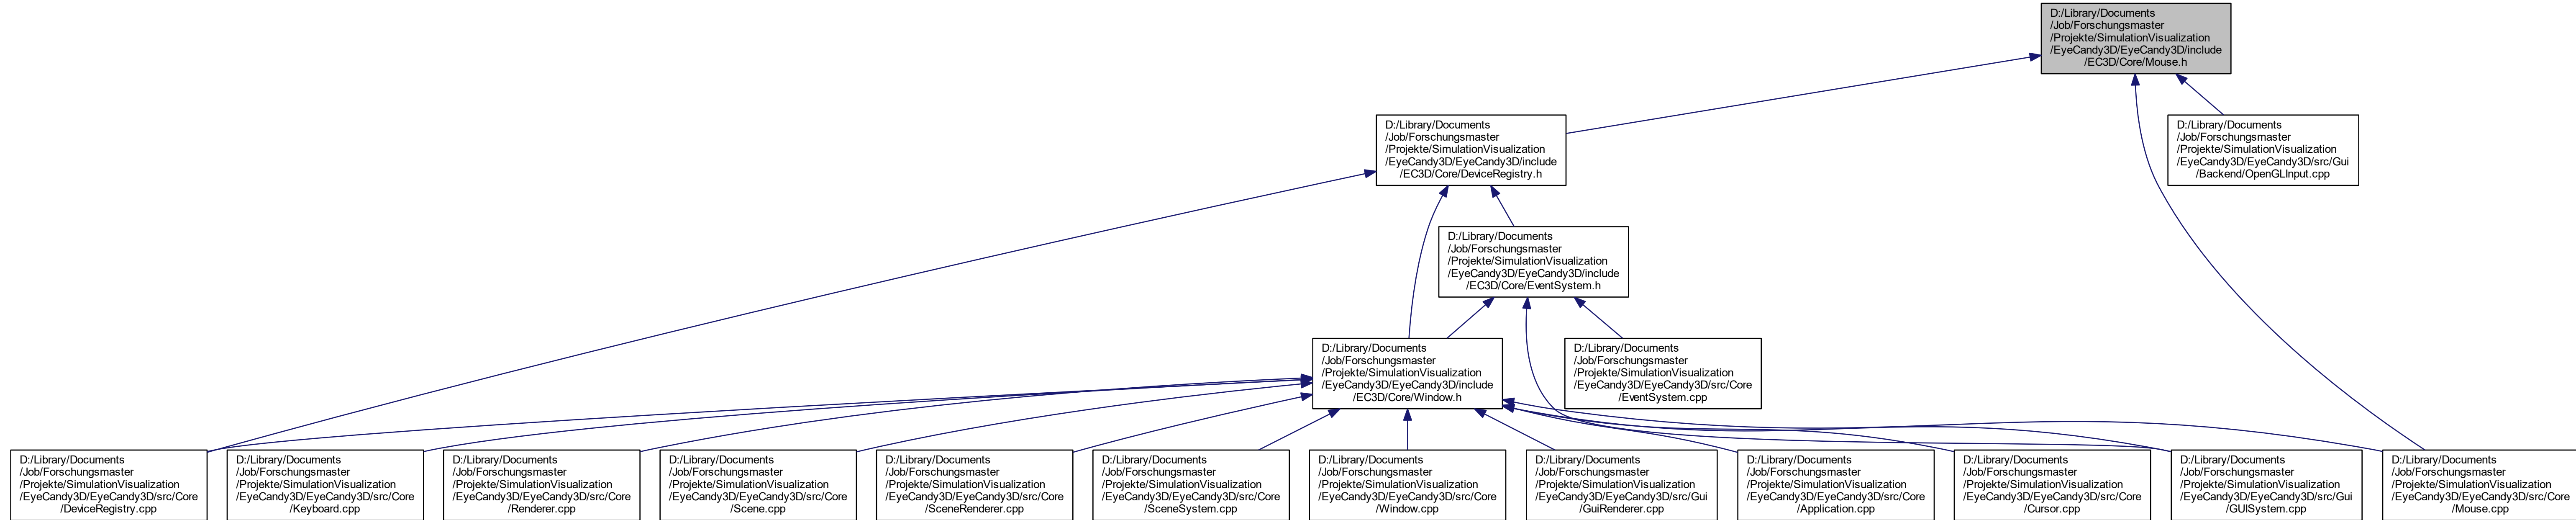 D:/Library/Documents
/Job/Forschungsmaster
/Projekte/SimulationVisualization
/EyeCandy3D/EyeCandy3D/include
/EC3D/Core/Mouse.h
D:/Library/Documents
/Job/Forschungsmaster
/Projekte/SimulationVisualization
/EyeCandy3D/EyeCandy3D/include
/EC3D/Core/DeviceRegistry.h
D:/Library/Documents
/Job/Forschungsmaster
/Projekte/SimulationVisualization
/EyeCandy3D/EyeCandy3D/src/Gui
/Backend/OpenGLInput.cpp
D:/Library/Documents
/Job/Forschungsmaster
/Projekte/SimulationVisualization
/EyeCandy3D/EyeCandy3D/include
/EC3D/Core/EventSystem.h
D:/Library/Documents
/Job/Forschungsmaster
/Projekte/SimulationVisualization
/EyeCandy3D/EyeCandy3D/include
/EC3D/Core/Window.h
D:/Library/Documents
/Job/Forschungsmaster
/Projekte/SimulationVisualization
/EyeCandy3D/EyeCandy3D/src/Core
/EventSystem.cpp
D:/Library/Documents
/Job/Forschungsmaster
/Projekte/SimulationVisualization
/EyeCandy3D/EyeCandy3D/src/Core
/DeviceRegistry.cpp
D:/Library/Documents
/Job/Forschungsmaster
/Projekte/SimulationVisualization
/EyeCandy3D/EyeCandy3D/src/Core
/Keyboard.cpp
D:/Library/Documents
/Job/Forschungsmaster
/Projekte/SimulationVisualization
/EyeCandy3D/EyeCandy3D/src/Core
/Renderer.cpp
D:/Library/Documents
/Job/Forschungsmaster
/Projekte/SimulationVisualization
/EyeCandy3D/EyeCandy3D/src/Core
/Scene.cpp
D:/Library/Documents
/Job/Forschungsmaster
/Projekte/SimulationVisualization
/EyeCandy3D/EyeCandy3D/src/Core
/SceneRenderer.cpp
D:/Library/Documents
/Job/Forschungsmaster
/Projekte/SimulationVisualization
/EyeCandy3D/EyeCandy3D/src/Core
/SceneSystem.cpp
D:/Library/Documents
/Job/Forschungsmaster
/Projekte/SimulationVisualization
/EyeCandy3D/EyeCandy3D/src/Core
/Window.cpp
D:/Library/Documents
/Job/Forschungsmaster
/Projekte/SimulationVisualization
/EyeCandy3D/EyeCandy3D/src/Gui
/GuiRenderer.cpp
D:/Library/Documents
/Job/Forschungsmaster
/Projekte/SimulationVisualization
/EyeCandy3D/EyeCandy3D/src/Core
/Application.cpp
D:/Library/Documents
/Job/Forschungsmaster
/Projekte/SimulationVisualization
/EyeCandy3D/EyeCandy3D/src/Core
/Cursor.cpp
D:/Library/Documents
/Job/Forschungsmaster
/Projekte/SimulationVisualization
/EyeCandy3D/EyeCandy3D/src/Gui
/GUISystem.cpp
D:/Library/Documents
/Job/Forschungsmaster
/Projekte/SimulationVisualization
/EyeCandy3D/EyeCandy3D/src/Core
/Mouse.cpp